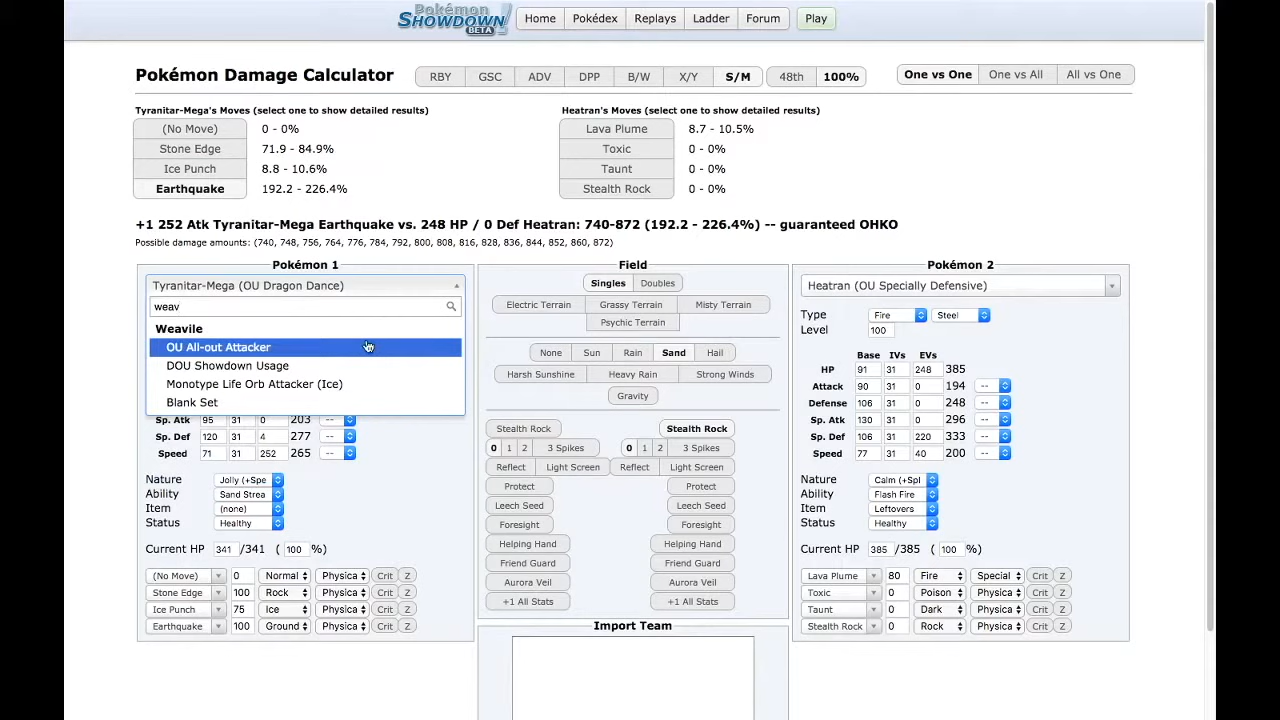 Pokémon SHOWDOWN! BETA Home Pokédex Replays Ladder Forum Play
Pokémon Damage Calculator RBY GSC ADV DPP B/W X/Y S/M 48th 100% One vs One One vs All All vs One
Tyranitar-Mega's Moves (select one to show detailed results) Heatran's Moves (select one to show detailed results)
(No Move) 0 - 0% Lava Plume 8.7 - 10.5%
Stone Edge 71.9 - 84.9% Toxic 0 - 0%
Ice Punch 8.8 - 10.6% Taunt 0 - 0%
Earthquake 192.2 - 226.4% Stealth Rock 0 - 0%
+1 252 Atk Tyranitar-Mega Earthquake vs. 248 HP / 0 Def Heatran: 740-872 (192.2 - 226.4%) -- guaranteed OHKO
Possible damage amounts: (740, 748, 756, 764, 776, 784, 792, 800, 808, 816, 828, 836, 844, 852, 860, 872)
Pokémon 1
Tyranitar-Mega (OU Dragon Dance)
weav
Weavile
OU All-out Attacker
DOU Showdown Usage
Monotype Life Orb Attacker (Ice)
Blank Set
Sp. Atk 95 31 0 203 --
Sp. Def 120 31 4 277 --
Speed 71 31 252 265 --
Nature Jolly (+Spe
Ability Sand Strea
Item (none)
Status Healthy
Current HP 341 /341 ( 100 %)
(No Move) 0 Normal Physica Crit Z
Stone Edge 100 Rock Physica Crit Z
Ice Punch 75 Ice Physica Crit Z
Earthquake 100 Ground Physica Crit Z
Field
Singles Doubles
Electric Terrain Grassy Terrain Misty Terrain
Psychic Terrain
None Sun Rain Sand Hail
Harsh Sunshine Heavy Rain Strong Winds
Gravity
Stealth Rock Stealth Rock
0 1 2 3 Spikes 0 1 2 3 Spikes
Reflect Light Screen Reflect Light Screen
Protect Protect
Leech Seed Leech Seed
Foresight Foresight
Helping Hand Helping Hand
Friend Guard Friend Guard
Aurora Veil Aurora Veil
+1 All Stats +1 All Stats
Import Team
Pokémon 2
Heatran (OU Specially Defensive)
Type Fire Steel
Level 100
Base IVs EVs
HP 91 31 248 385
Attack 90 31 0 194 --
Defense 106 31 0 248 --
Sp. Atk 130 31 0 296 --
Sp. Def 106 31 220 333 --
Speed 77 31 40 200 --
Nature Calm (+Spl
Ability Flash Fire
Item Leftovers
Status Healthy
Current HP 385 /385 ( 100 %)
Lava Plume 80 Fire Special Crit Z
Toxic 0 Poison Physica Crit Z
Taunt 0 Dark Physica Crit Z
Stealth Rock 0 Rock Physica Crit Z